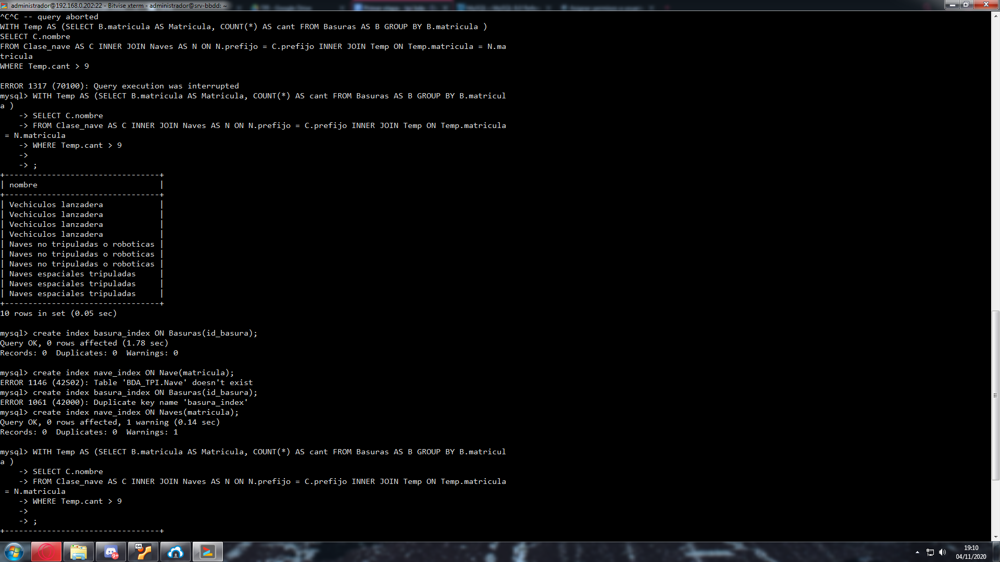 administrador@192.168.0.202:22 - Bitvise xterm - administrador@srv-bbdd: ~
^C^C -- query aborted
WITH Temp AS (SELECT B.matricula AS Matricula, COUNT(*) AS cant FROM Basuras AS B GROUP BY B.matricula )
SELECT C.nombre
FROM Clase_nave AS C INNER JOIN Naves AS N ON N.prefijo = C.prefijo INNER JOIN Temp ON Temp.matricula = N.ma
tricula
WHERE Temp.cant > 9
ERROR 1317 (70100): Query execution was interrupted
mysql> WITH Temp AS (SELECT B.matricula AS Matricula, COUNT(*) AS cant FROM Basuras AS B GROUP BY B.matricul
a )
    -> SELECT C.nombre
    -> FROM Clase_nave AS C INNER JOIN Naves AS N ON N.prefijo = C.prefijo INNER JOIN Temp ON Temp.matricula
 = N.matricula
    -> WHERE Temp.cant > 9
    ->
    -> ;
+---------------------------------+
| nombre                          |
+---------------------------------+
| Vechiculos lanzadera            |
| Vechiculos lanzadera            |
| Vechiculos lanzadera            |
| Vechiculos lanzadera            |
| Naves no tripuladas o roboticas |
| Naves no tripuladas o roboticas |
| Naves no tripuladas o roboticas |
| Naves espaciales tripuladas     |
| Naves espaciales tripuladas     |
| Naves espaciales tripuladas     |
+---------------------------------+
10 rows in set (0.05 sec)
mysql> create index basura_index ON Basuras(id_basura);
Query OK, 0 rows affected (1.78 sec)
Records: 0  Duplicates: 0  Warnings: 0
mysql> create index nave_index ON Nave(matricula);
ERROR 1146 (42S02): Table 'BDA_TPI.Nave' doesn't exist
mysql> create index basura_index ON Basuras(id_basura);
ERROR 1061 (42000): Duplicate key name 'basura_index'
mysql> create index nave_index ON Naves(matricula);
Query OK, 0 rows affected, 1 warning (0.14 sec)
Records: 0  Duplicates: 0  Warnings: 1
mysql> WITH Temp AS (SELECT B.matricula AS Matricula, COUNT(*) AS cant FROM Basuras AS B GROUP BY B.matricul
a )
    -> SELECT C.nombre
    -> FROM Clase_nave AS C INNER JOIN Naves AS N ON N.prefijo = C.prefijo INNER JOIN Temp ON Temp.matricula
 = N.matricula
    -> WHERE Temp.cant > 9
    ->
    -> ;
+---------------------------------+
64
9+
19:10
04/11/2020